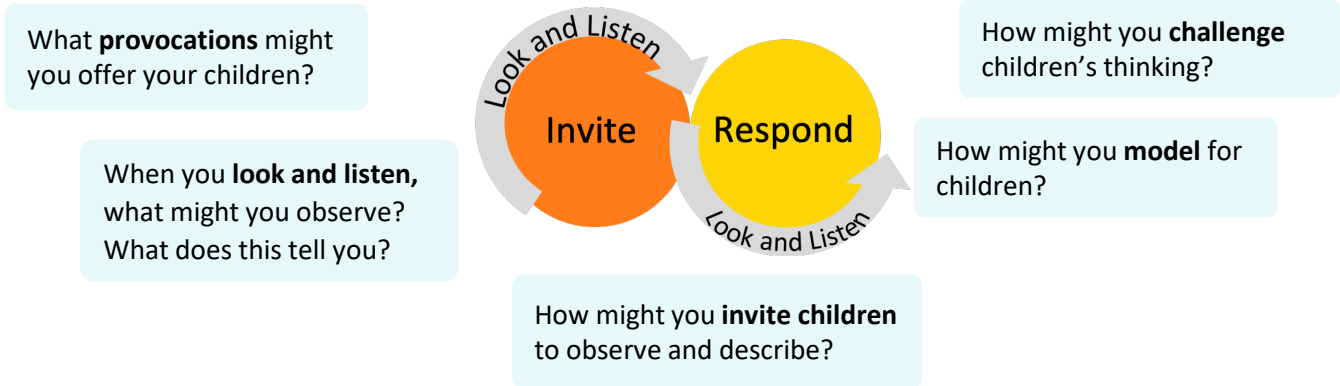 What provocations might
you offer your children?
When you look and listen,
what might you observe?
What does this tell you?
Look and Listen
Invite
Respond
Look and Listen
How might you challenge
children’s thinking?
How might you model for
children?
How might you invite children
to observe and describe?